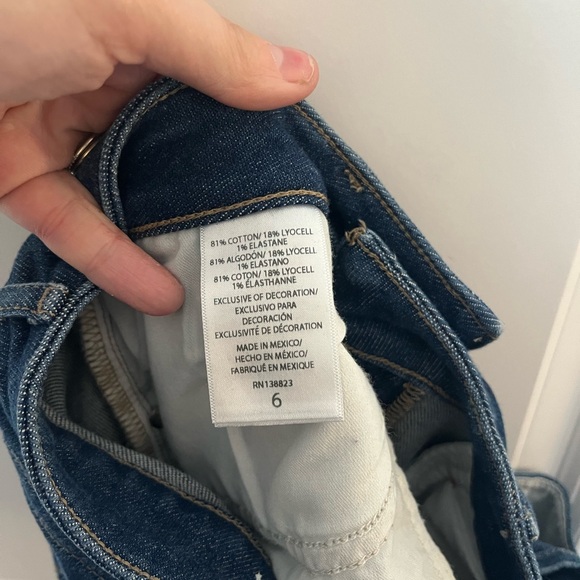 81% COTTON/ 18% LYOCELL
1% ELASTANE
81% ALGODÓN/ 18% LYOCELL
1% ELASTANO
81% COTON/ 18% LYOCELL
1% ÉLASTHANNE
EXCLUSIVE OF DECORATION/
EXCLUSIVO PARA
DECORACIÓN
EXCLUSIVITÉ DE DÉCORATION
MADE IN MEXICO/
HECHO EN MÉXICO/
FABRIQUÉ EN MEXIQUE
RN138823
6